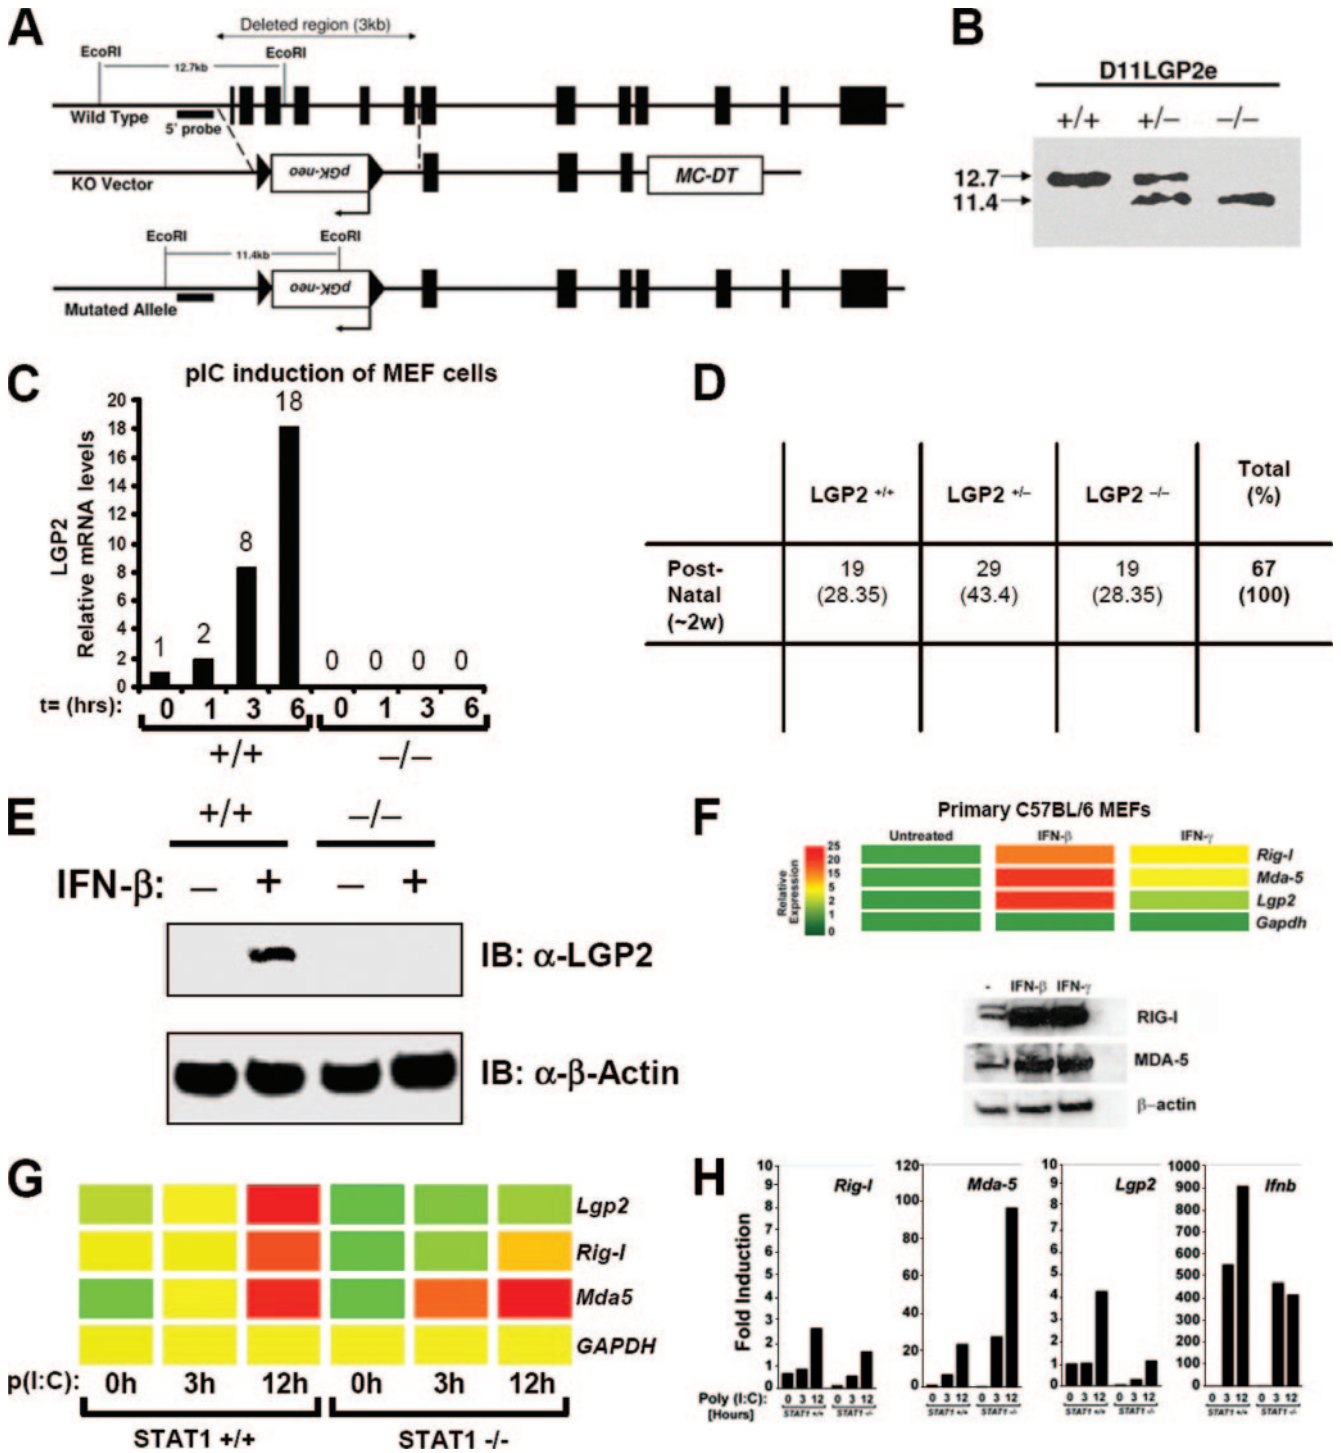 A
Deleted region (3kb)
EcoRI
EcoRI
12.7kb
Wild Type
5' probe
pGK-neo
MC-DT
KO Vector
EcoRI
EcoRI
11.4kb
pGK-neo
Mutated Allele
B
D11LGP2e
+/+ +/– –/–
12.7
11.4
C
pIC induction of MEF cells
LGP2
Relative mRNA levels
20
18
16
14
12
10
8
6
4
2
0
1 2 8 18 0 0 0 0
t= (hrs): 0 1 3 6 0 1 3 6
+/+ –/–
D
LGP2 +/+ LGP2 +/– LGP2 –/– Total
(%)
Post- 19 29 19 67
Natal (28.35) (43.4) (28.35) (100)
(~2w)
E
+/+ –/–
IFN-β: – + – +
IB: α-LGP2
IB: α-β-Actin
F
Primary C57BL/6 MEFs
Untreated IFN-β IFN-γ
Relative
Expression
25
20
15
5
2
1
0
Rig-I
Mda-5
Lgp2
Gapdh
- IFN-β IFN-γ
RIG-I
MDA-5
β-actin
G
Lgp2
Rig-I
Mda5
GAPDH
p(I:C): 0h 3h 12h 0h 3h 12h
STAT1 +/+ STAT1 -/-
H
Fold Induction
Rig-I
10
9
8
7
6
5
4
3
2
1
0
Mda-5
120
100
80
60
40
20
0
Lgp2
10
9
8
7
6
5
4
3
2
1
0
Ifnb
1000
900
800
700
600
500
400
300
200
100
0
Poly (I:C): 0 3 12 0 3 12 0 3 12 0 3 12 0 3 12 0 3 12 0 3 12 0 3 12
[Hours] STAT1 +/+ STAT1 -/- STAT1 +/+ STAT1 -/- STAT1 +/+ STAT1 -/- STAT1 +/+ STAT1 -/-